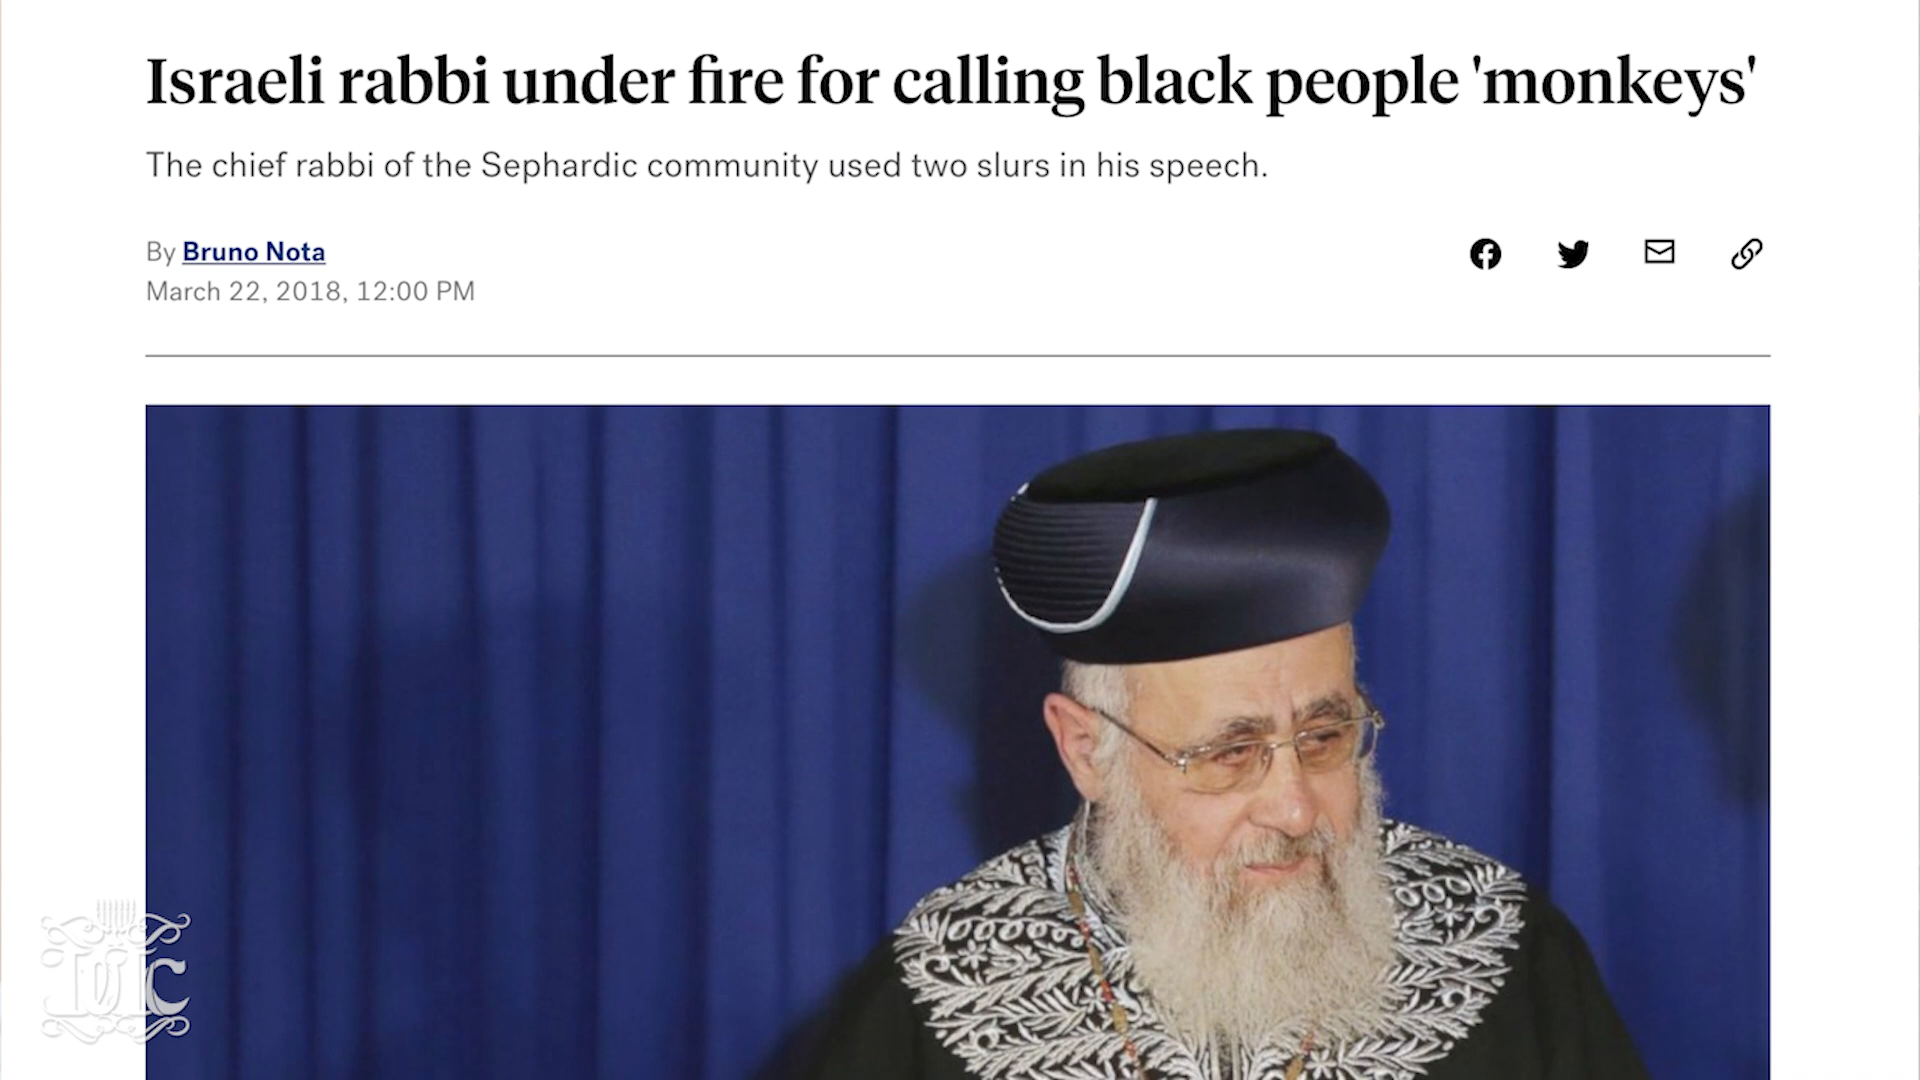 Israeli rabbi under fire for calling black people 'monkeys'
The chief rabbi of the Sephardic community used two slurs in his speech.
By Bruno Nota
March 22, 2018, 12:00 PM
IUIC